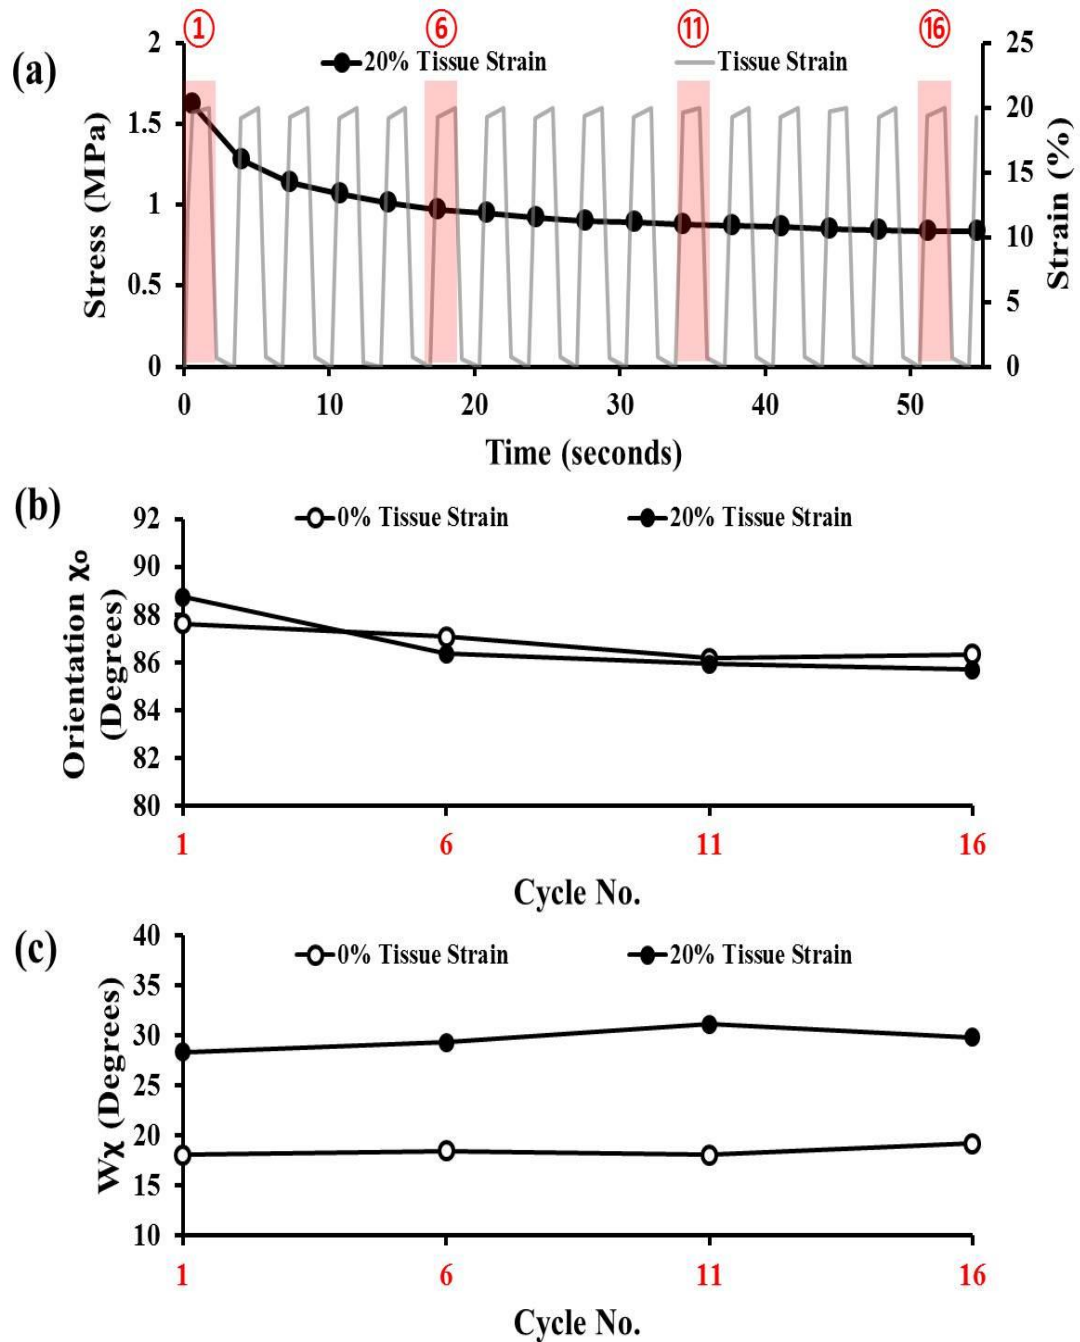 ① ⑥ ⑪ ⑯
(a)
20% Tissue Strain Tissue Strain
Stress (MPa)
2
1.5
1
0.5
0
Strain (%)
25
20
15
10
5
0
0 10 20 30 40 50
Time (seconds)
(b)
0% Tissue Strain 20% Tissue Strain
Orientation χo
(Degrees)
92
90
88
86
84
82
80
1 6 11 16
Cycle No.
(c)
0% Tissue Strain 20% Tissue Strain
Wχ (Degrees)
40
35
30
25
20
15
10
1 6 11 16
Cycle No.